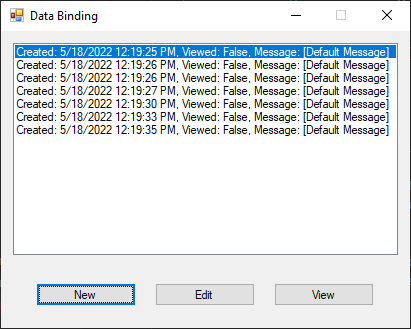 Data Binding
Created: 5/18/2022 12:19:25 PM, Viewed: False, Message: [Default Message]
Created: 5/18/2022 12:19:26 PM, Viewed: False, Message: [Default Message]
Created: 5/18/2022 12:19:26 PM, Viewed: False, Message: [Default Message]
Created: 5/18/2022 12:19:27 PM, Viewed: False, Message: [Default Message]
Created: 5/18/2022 12:19:30 PM, Viewed: False, Message: [Default Message]
Created: 5/18/2022 12:19:33 PM, Viewed: False, Message: [Default Message]
Created: 5/18/2022 12:19:35 PM, Viewed: False, Message: [Default Message]
New Edit View